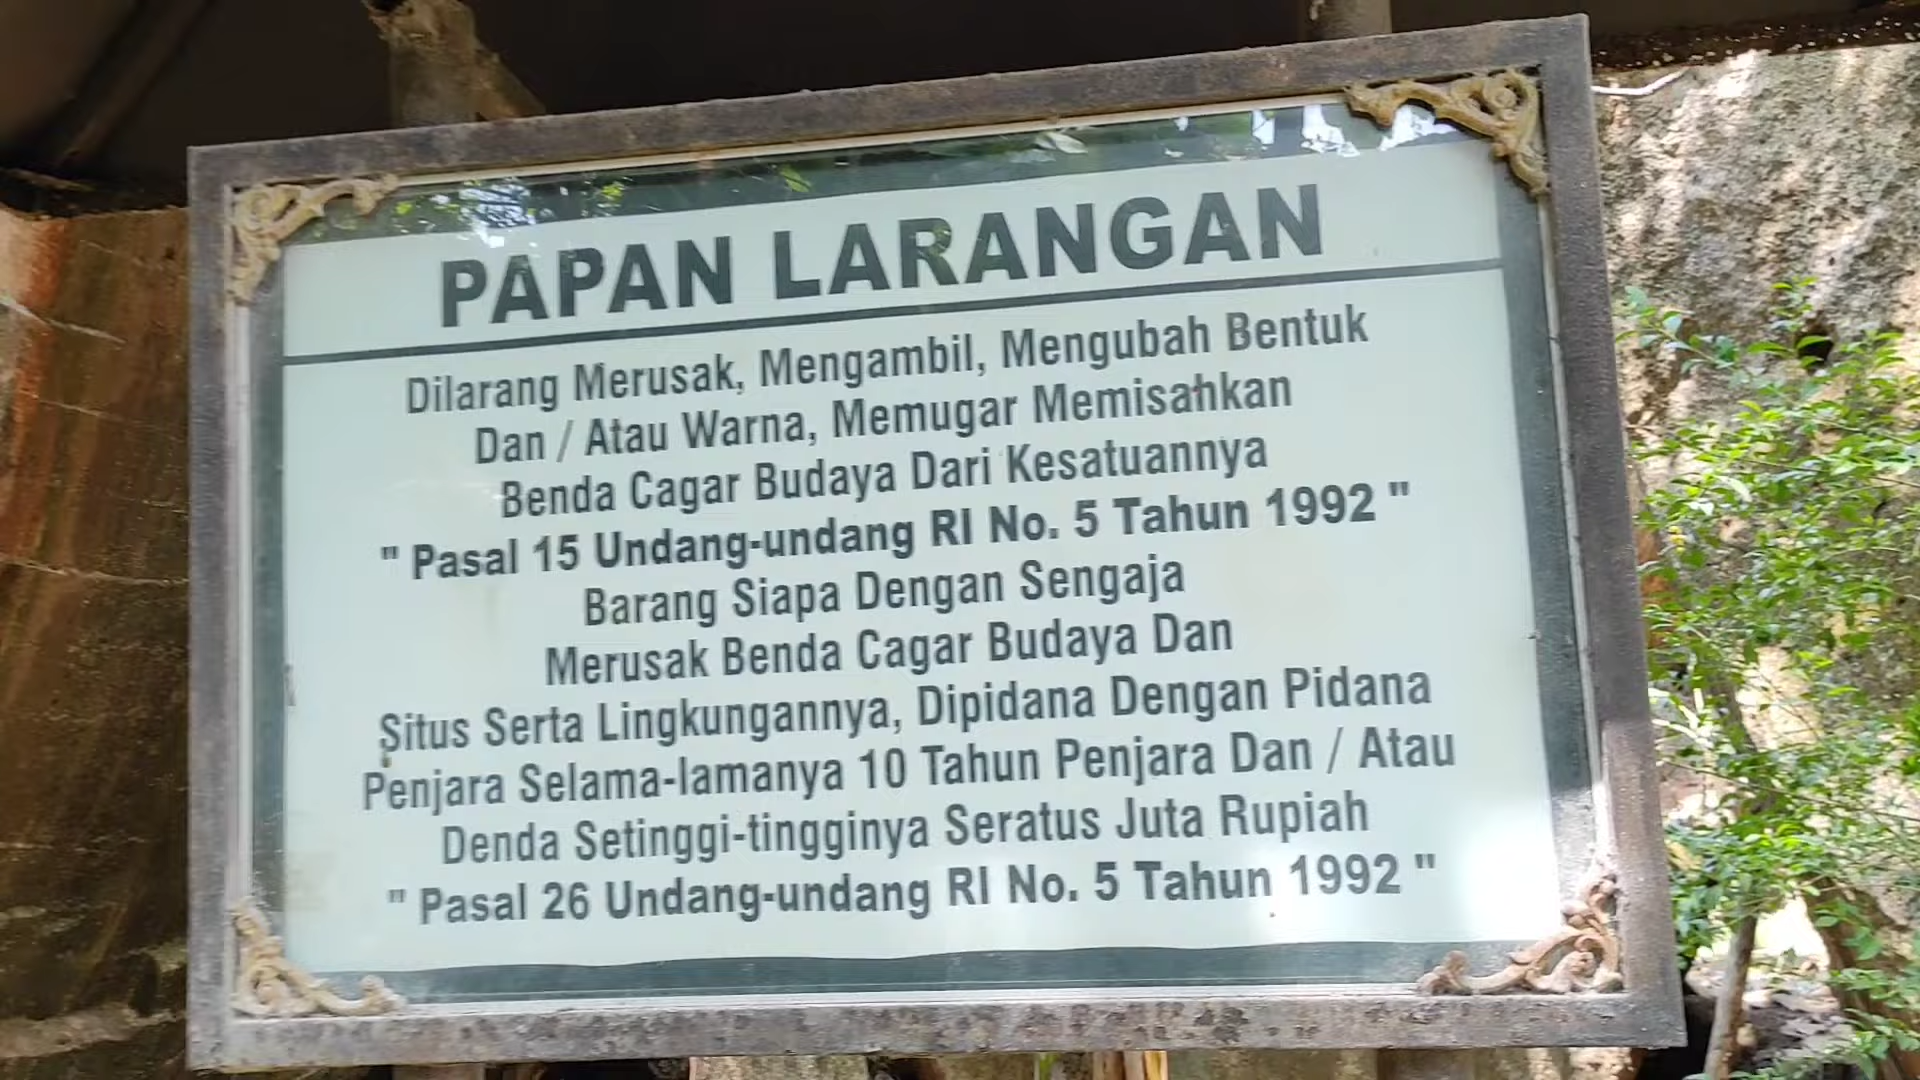 PAPAN LARANGAN
Dilarang Merusak, Mengambil, Mengubah Bentuk
Dan / Atau Warna, Memugar Memisahkan
Benda Cagar Budaya Dari Kesatuannya
" Pasal 15 Undang-undang RI No. 5 Tahun 1992 "
Barang Siapa Dengan Sengaja
Merusak Benda Cagar Budaya Dan
Situs Serta Lingkungannya, Dipidana Dengan Pidana
Penjara Selama-lamanya 10 Tahun Penjara Dan / Atau
Denda Setinggi-tingginya Seratus Juta Rupiah
" Pasal 26 Undang-undang RI No. 5 Tahun 1992 "